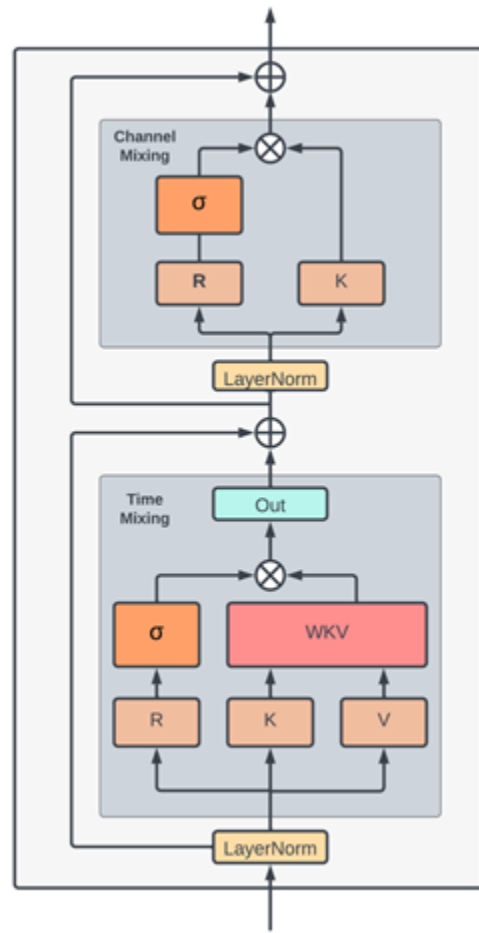 Channel
Mixing
σ
R
K
LayerNorm
Time
Mixing
Out
σ
WKV
R
K
V
LayerNorm